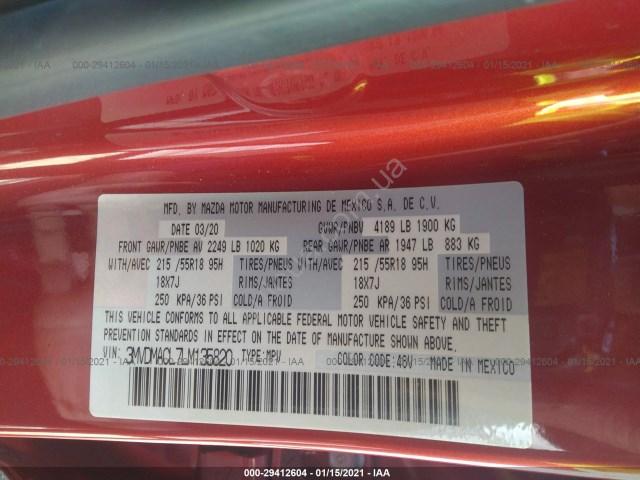 000-29412604 - 01/15/2021 - IAA
MFD. BY MAZDA MOTOR MANUFACTURING DE MEXICO S.A. DE C.V.
DATE 03/20 GVWR/PNBV 4189 LB 1900 KG
FRONT GAWR/PNBE AV 2249 LB 1020 KG REAR GAWR/PNBE AR 1947 LB 883 KG
WITH/AVEC 215 /55R18 95H TIRES/PNEUS WITH/AVEC 215 /55R18 95H TIRES/PNEUS
18X7J RIMS/JANTES 18X7J RIMS/JANTES
250 KPA/36 PSI COLD/A FROID 250 KPA/36 PSI COLD/A FROID
THIS VEHICLE CONFORMS TO ALL APPLICABLE FEDERAL MOTOR VEHICLE SAFETY AND THEFT
PREVENTION STANDARDS IN EFFECT ON THE DATE OF MANUFACTURE SHOWN ABOVE.
VIN: 3MVDMACL7LM135820 TYPE:MPV COLOR CODE:46V MADE IN MEXICO
000-29412604 - 01/15/2021 - IAA